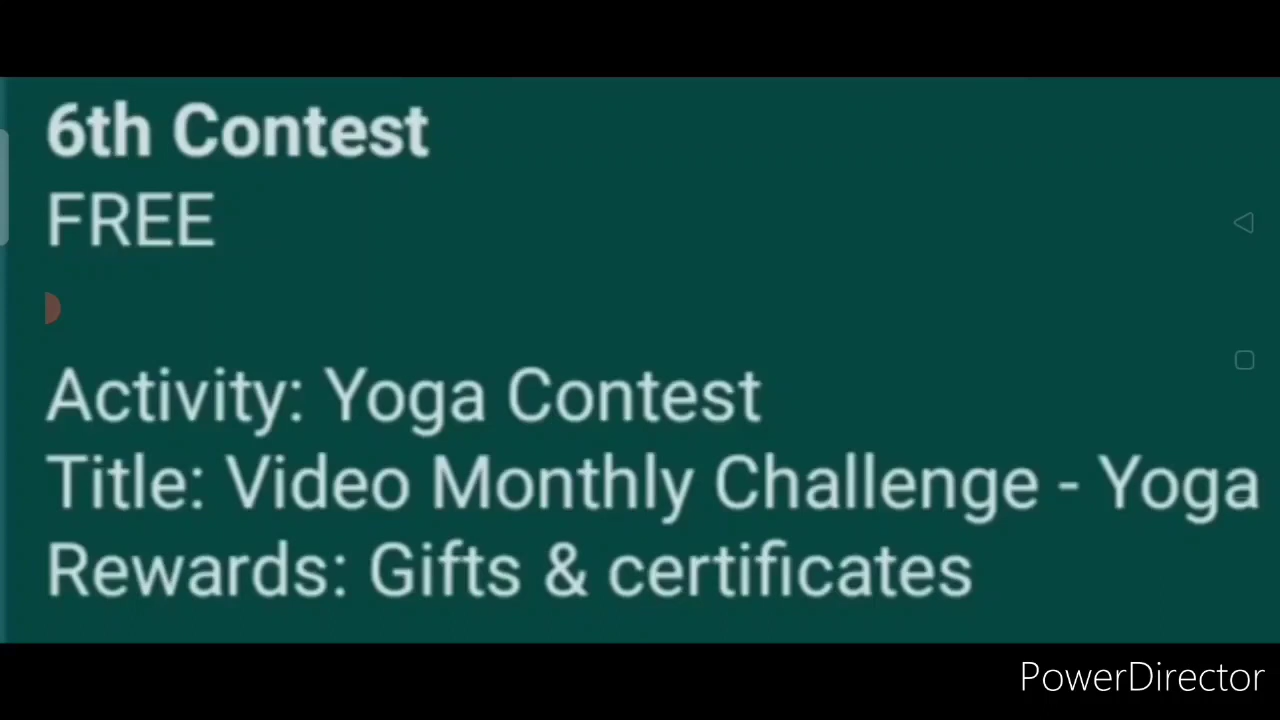 6th Contest
FREE
Activity: Yoga Contest
Title: Video Monthly Challenge - Yoga
Rewards: Gifts & certificates
PowerDirector